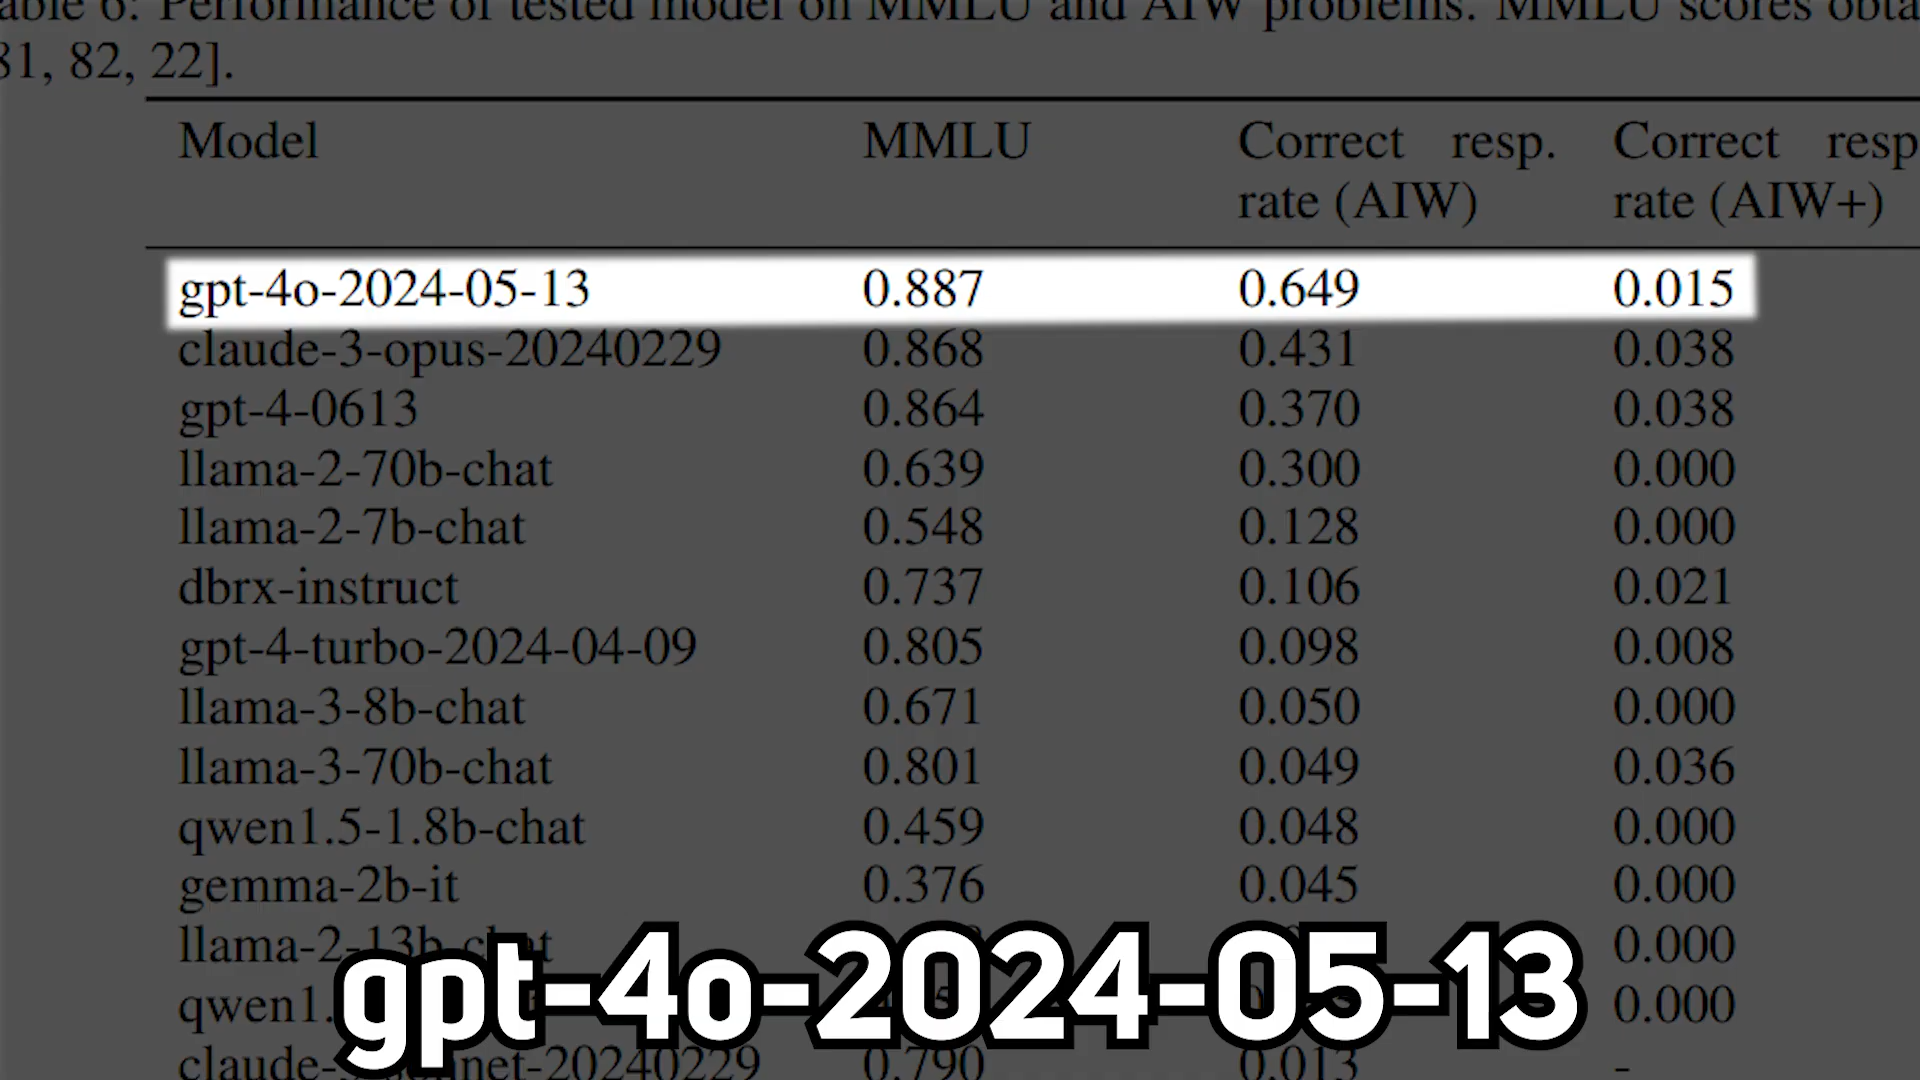 6: Performance of tested model on MMLU and AIW problems. MMLU scores
81, 82, 22].
Model MMLU Correct resp. Correct resp
rate (AIW) rate (AIW+)
gpt-4o-2024-05-13 0.887 0.649 0.015
claude-3-opus-20240229 0.868 0.431 0.038
gpt-4-0613 0.864 0.370 0.038
llama-2-70b-chat 0.639 0.300 0.000
llama-2-7b-chat 0.548 0.128 0.000
dbrx-instruct 0.737 0.106 0.021
gpt-4-turbo-2024-04-09 0.805 0.098 0.008
llama-3-8b-chat 0.671 0.050 0.000
llama-3-70b-chat 0.801 0.049 0.036
qwen1.5-1.8b-chat 0.459 0.048 0.000
gemma-2b-it 0.376 0.045 0.000
llama-2-13b-chat 0.000
0.000
gpt-4o-2024-05-13
0.790 0.013 -